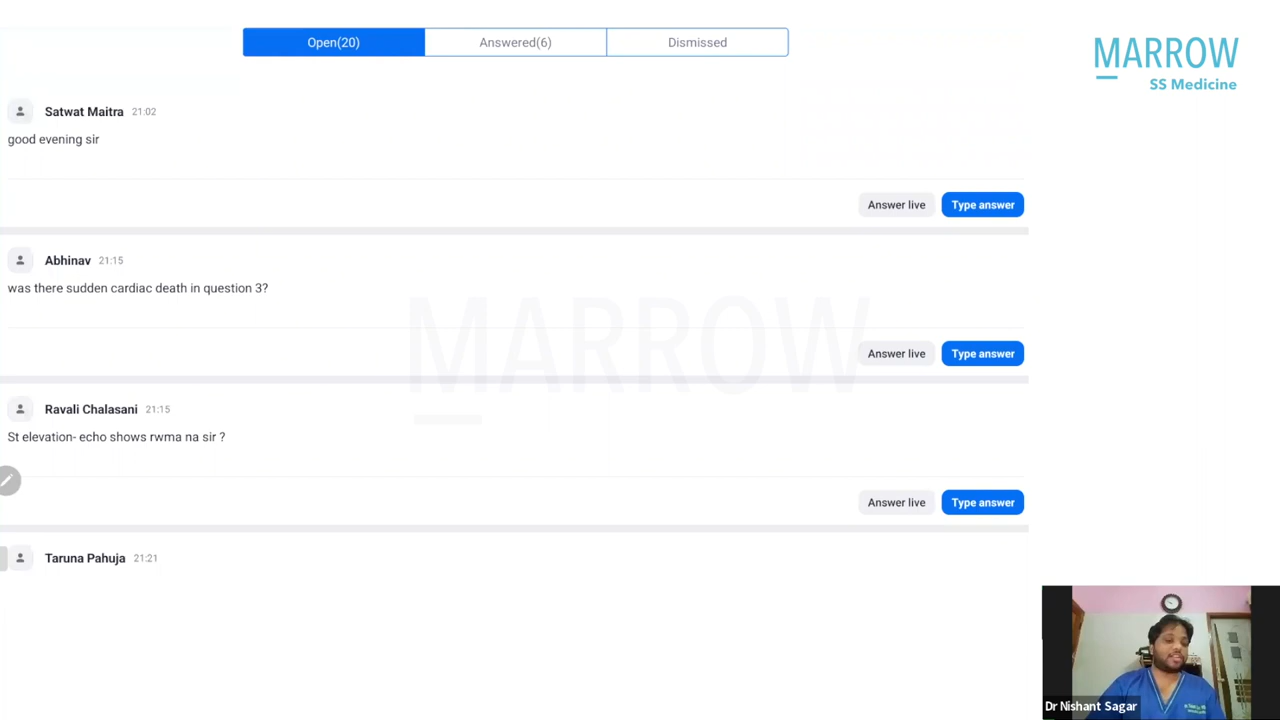 Open(20)
Answered(6)
Dismissed
MARROW
SS Medicine
Satwat Maitra 21:02
good evening sir
Answer live
Type answer
Abhinav 21:15
was there sudden cardiac death in question 3?
MARROW
Answer live
Type answer
Ravali Chalasani 21:15
St elevation- echo shows rwma na sir ?
Answer live
Type answer
Taruna Pahuja 21:21
Dr Nishant Sagar